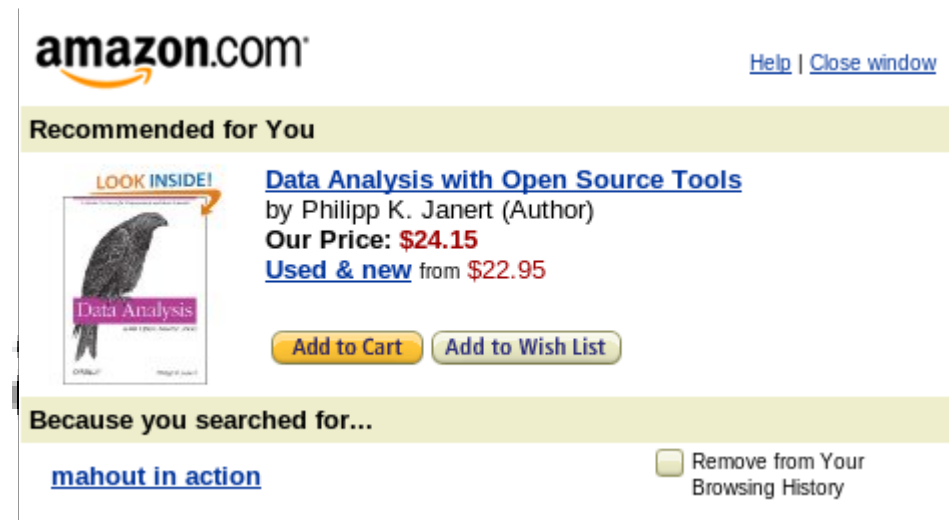 amazon.com
Help | Close window
Recommended for You
LOOK INSIDE!
Data Analysis with Open Source Tools
by Philipp K. Janert (Author)
Our Price: $24.15
Used & new from $22.95
Data Analysis
Add to Cart
Add to Wish List
Because you searched for...
mahout in action
Remove from Your
Browsing History